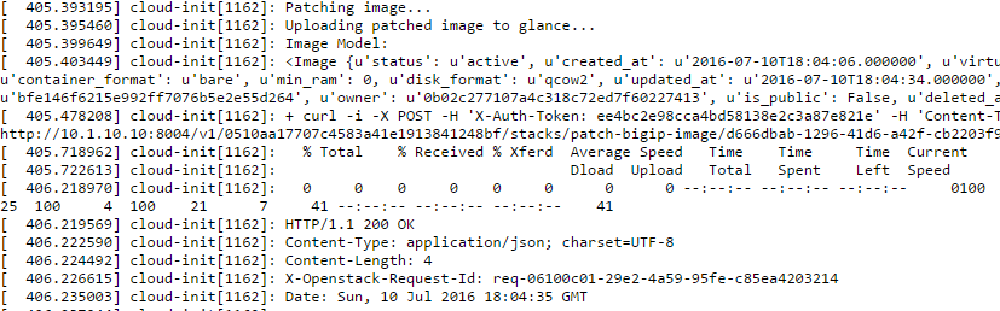 [  405.393195] cloud-init[1162]: Patching image...
[  405.395460] cloud-init[1162]: Uploading patched image to glance...
[  405.399649] cloud-init[1162]: Image Model:
[  405.403449] cloud-init[1162]: <Image {u'status': u'active', u'created_at': u'2016-07-10T18:04:06.000000', u'virtu
u'container_format': u'bare', u'min_ram': 0, u'disk_format': u'qcow2', u'updated_at': u'2016-07-10T18:04:34.000000',
u'bfe146f6215e992ff7076b5e2e55d264', u'owner': u'0b02c277107a4c318c72ed7f60227413', u'is_public': False, u'deleted_a
[  405.478208] cloud-init[1162]: + curl -i -X POST -H 'X-Auth-Token: ee4bc2e98cca4bd58138e2c3a87e821e' -H 'Content-T
http://10.1.10.10:8004/v1/0510aa17707c4583a41e1913841248bf/stacks/patch-bigip-image/d666dbab-1296-41d6-a42f-cb2203f9
[  405.718962] cloud-init[1162]:   % Total    % Received % Xferd  Average Speed   Time    Time     Time  Current
[  405.722613] cloud-init[1162]:                                  Dload  Upload   Total   Spent    Left  Speed
[  406.218970] cloud-init[1162]:   0     0    0     0    0     0      0      0 --:--:-- --:--:-- --:--:--     0100
25  100     4  100    21      7     41 --:--:-- --:--:-- --:--:--    41
[  406.219569] cloud-init[1162]: HTTP/1.1 200 OK
[  406.222590] cloud-init[1162]: Content-Type: application/json; charset=UTF-8
[  406.224492] cloud-init[1162]: Content-Length: 4
[  406.226615] cloud-init[1162]: X-Openstack-Request-Id: req-06100c01-29e2-4a59-95fe-c85ea4203214
[  406.235003] cloud-init[1162]: Date: Sun, 10 Jul 2016 18:04:35 GMT